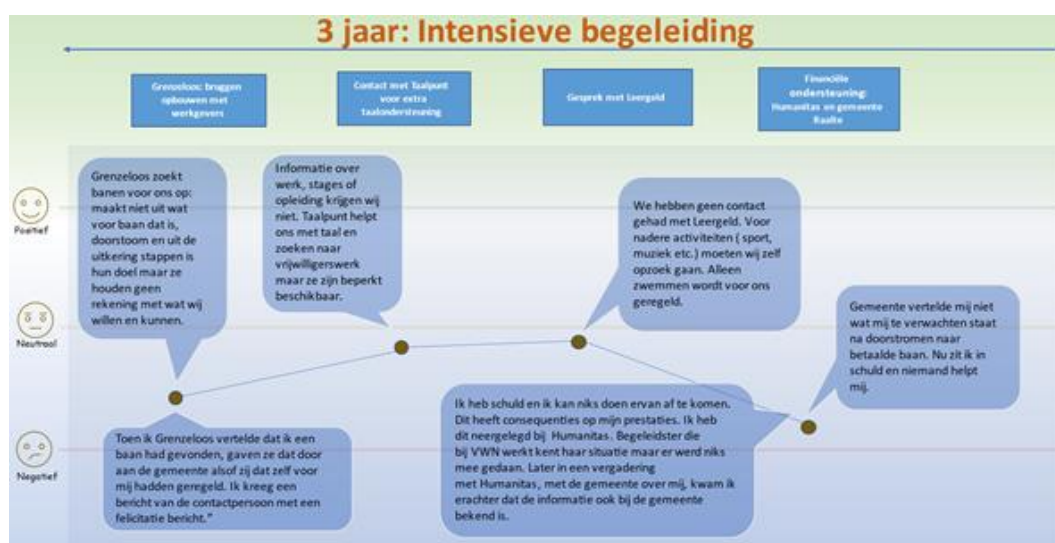 3 jaar: Intensieve begeleiding
Grenzeloos: bruggen
opbouwen met
werkgevers
Contact met Taalpunt
voor extra
taalondersteuning
Gesprek met Leergeld
Financiële
ondersteuning:
Humanitas en gemeente
Raalte
Grenzeloos zoekt
banen voor ons op:
maakt niet uit wat
voor baan dat is,
doorstoom en uit de
uitkering stappen is
hun doel maar ze
houden geen
rekening met wat wij
willen en kunnen.
Informatie over
werk, stages of
opleiding krijgen wij
niet. Taalpunt helpt
ons met taal en
zoeken naar
vrijwilligerswerk
maar ze zijn beperkt
beschikbaar.
We hebben geen contact
gehad met Leergeld. Voor
nadere activiteiten ( sport,
muziek etc.) moeten wij zelf
opzoek gaan. Alleen
zwemmen wordt voor ons
geregeld.
Gemeente vertelde mij niet
wat mij te verwachten staat
na doorstromen naar
betaalde baan. Nu zit ik in
schuld en niemand helpt
mij.
Positief
Neutraal
Negatief
Toen ik Grenzeloos vertelde dat ik een
baan had gevonden, gaven ze dat door
aan de gemeente alsof zij dat zelf voor
mij hadden geregeld. Ik kreeg een
bericht van de contactpersoon met een
felicitatie bericht.”
Ik heb schuld en ik kan niks doen ervan af te komen.
Dit heeft consequenties op mijn prestaties. Ik heb
dit neergelegd bij Humanitas. Begeleidster die
bij VWN werkt kent haar situatie maar er werd niks
mee gedaan. Later in een vergadering
met Humanitas, met de gemeente over mij, kwam ik
erachter dat de informatie ook bij de gemeente
bekend is.